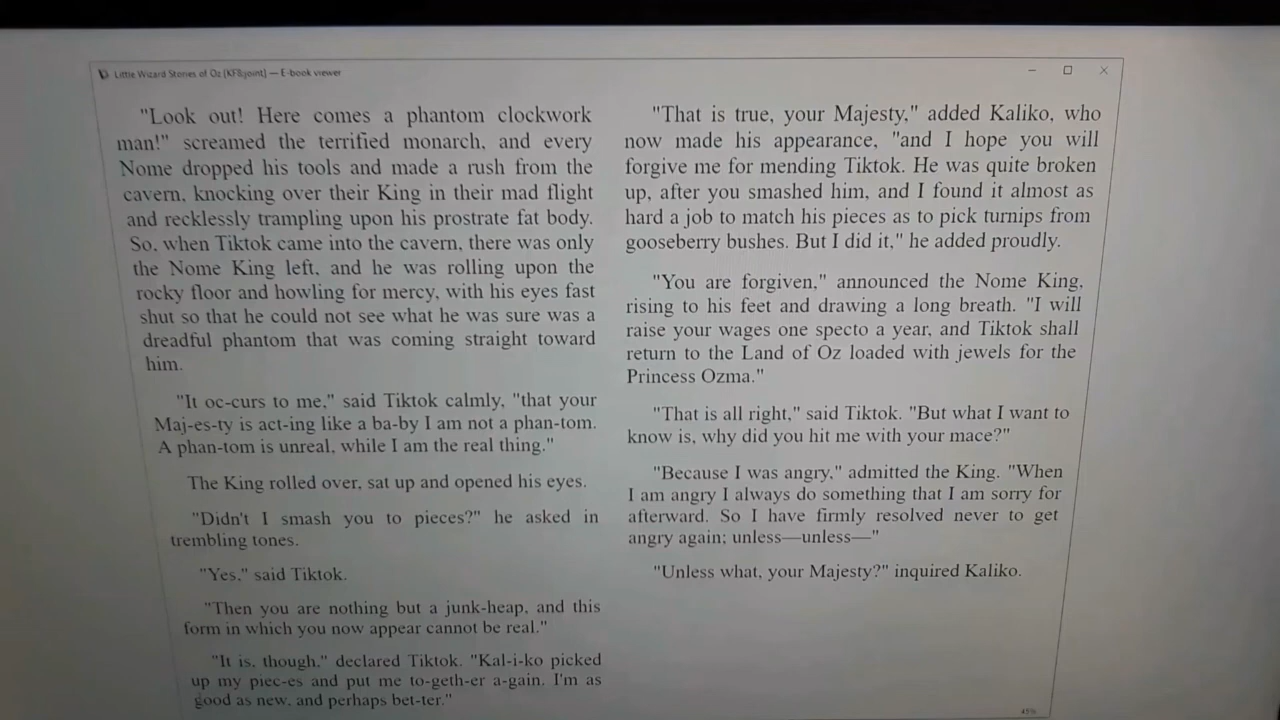 Little Wizard Stories of Oz [KF8:joint] — E-book viewer
"Look out! Here comes a phantom clockwork
man!" screamed the terrified monarch, and every
Nome dropped his tools and made a rush from the
cavern, knocking over their King in their mad flight
and recklessly trampling upon his prostrate fat body.
So, when Tiktok came into the cavern, there was only
the Nome King left, and he was rolling upon the
rocky floor and howling for mercy, with his eyes fast
shut so that he could not see what he was sure was a
dreadful phantom that was coming straight toward
him.
"It oc-curs to me," said Tiktok calmly, "that your
Maj-es-ty is act-ing like a ba-by I am not a phan-tom.
A phan-tom is unreal, while I am the real thing."
The King rolled over, sat up and opened his eyes.
"Didn't I smash you to pieces?" he asked in
trembling tones.
"Yes," said Tiktok.
"Then you are nothing but a junk-heap, and this
form in which you now appear cannot be real."
"It is, though," declared Tiktok. "Kal-i-ko picked
up my piec-es and put me to-geth-er a-gain. I'm as
good as new, and perhaps bet-ter."
"That is true, your Majesty," added Kaliko, who
now made his appearance, "and I hope you will
forgive me for mending Tiktok. He was quite broken
up, after you smashed him, and I found it almost as
hard a job to match his pieces as to pick turnips from
gooseberry bushes. But I did it," he added proudly.
"You are forgiven," announced the Nome King,
rising to his feet and drawing a long breath. "I will
raise your wages one specto a year, and Tiktok shall
return to the Land of Oz loaded with jewels for the
Princess Ozma."
"That is all right," said Tiktok. "But what I want to
know is, why did you hit me with your mace?"
"Because I was angry," admitted the King. "When
I am angry I always do something that I am sorry for
afterward. So I have firmly resolved never to get
angry again; unless—unless—"
"Unless what, your Majesty?" inquired Kaliko.
45%